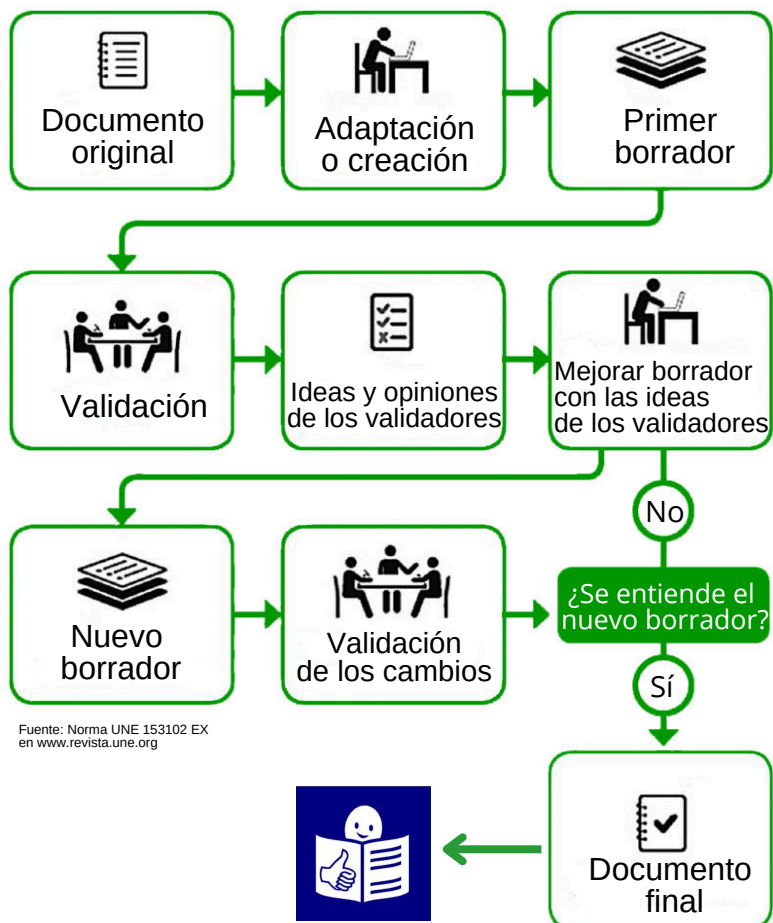 Documento
original
Adaptación
o creación
Primer
borrador
Validación
Ideas y opiniones
de los validadores
Mejorar borrador
con las ideas
de los validadores
No
Nuevo
borrador
Validación
de los cambios
¿Se entiende el
nuevo borrador?
Sí
Fuente: Norma UNE 153102 EX
en www.revista.une.org
Documento
final